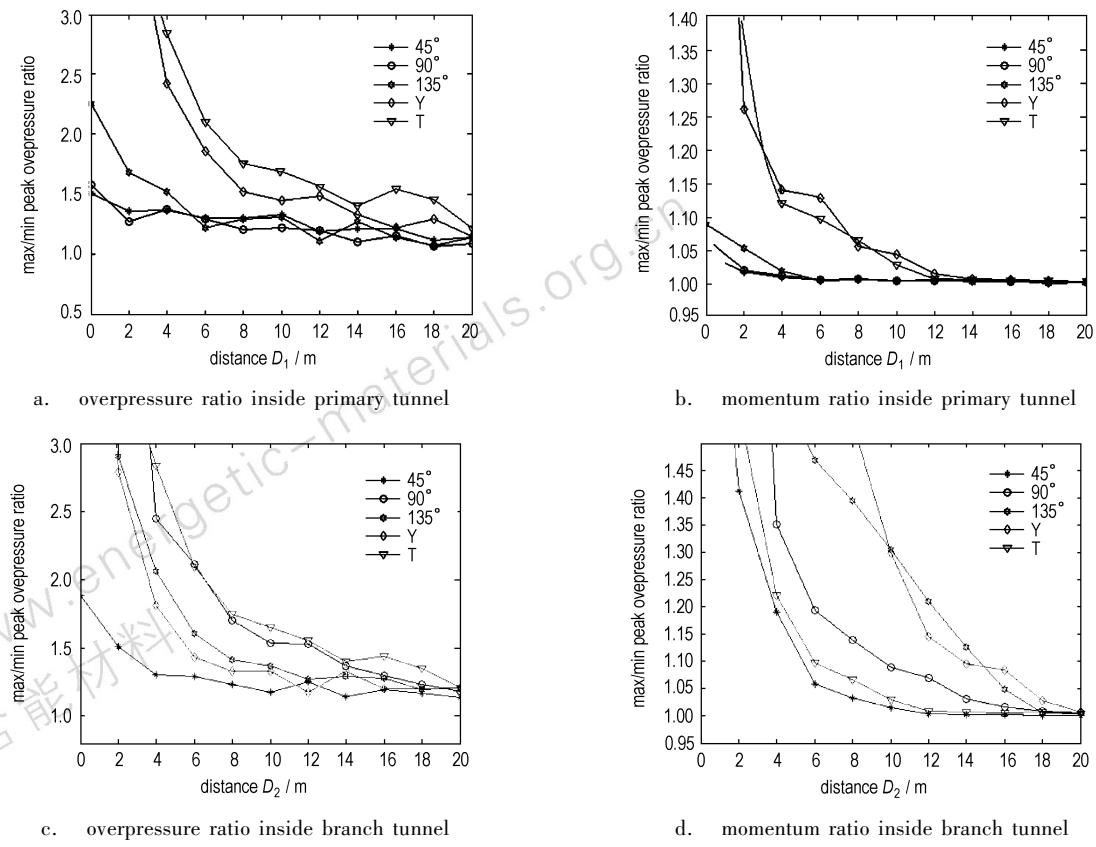 max/min peak ovepressure ratio
3.0
2.5
2.0
1.5
1.0
0.5
0 2 4 6 8 10 12 14 16 18 20
distance D1 / m
45°
90°
135°
Y
T
a. overpressure ratio inside primary tunnel
max/min peak ovepressure ratio
1.40
1.35
1.30
1.25
1.20
1.15
1.10
1.05
1.00
0.95
0 2 4 6 8 10 12 14 16 18 20
distance D1 / m
45°
90°
135°
Y
T
b. momentum ratio inside primary tunnel
max/min peak ovepressure ratio
3.0
2.5
2.0
1.5
1.0
0 2 4 6 8 10 12 14 16 18 20
distance D2 / m
45°
90°
135°
Y
T
c. overpressure ratio inside branch tunnel
max/min peak ovepressure ratio
1.45
1.40
1.35
1.30
1.25
1.20
1.15
1.10
1.05
1.00
0.95
0 2 4 6 8 10 12 14 16 18 20
distance D2 / m
45°
90°
135°
Y
T
d. momentum ratio inside branch tunnel
www.energetic-materials.org.cn
含能材料